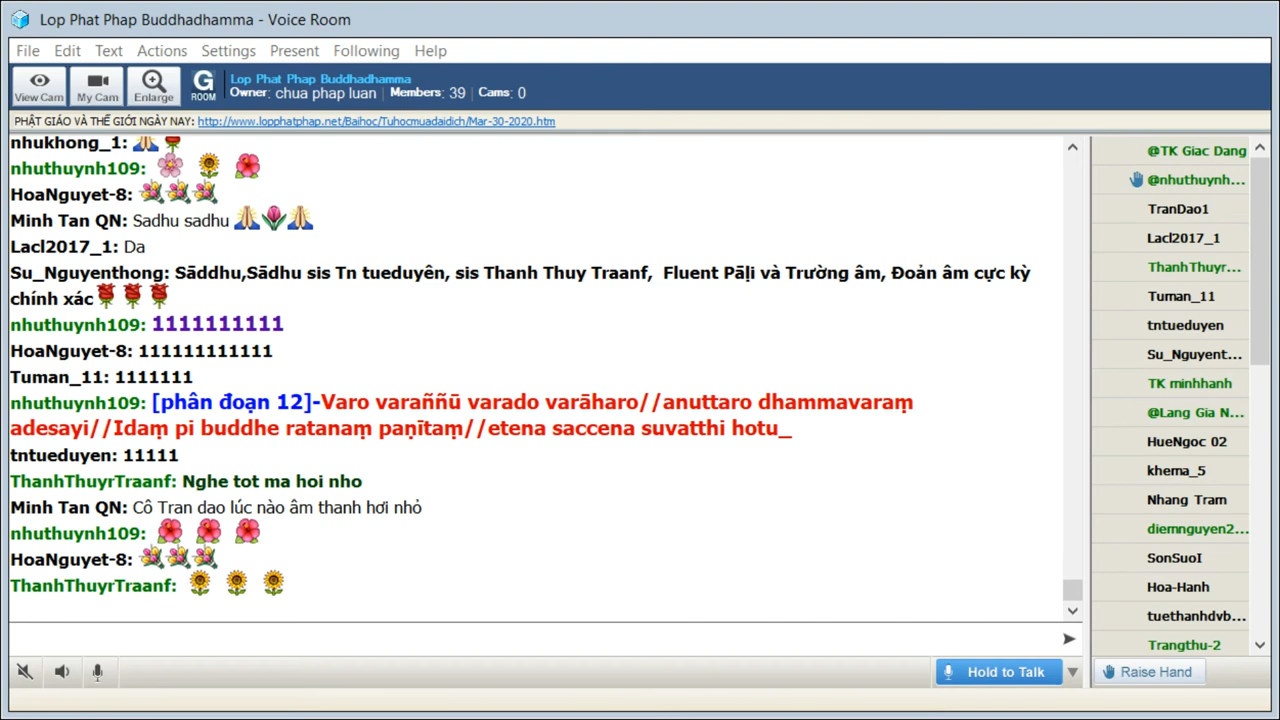 Lop Phat Phap Buddhadhamma - Voice Room
File Edit Text Actions Settings Present Following Help
View Cam My Cam Enlarge G ROOM
Lop Phat Phap Buddhadhamma
Owner: chua phap luan Members: 39 Cams: 0
PHẬT GIÁO VÀ THẾ GIỚI NGÀY NAY: http://www.lopphatphap.net/Baihoc/Tuhocmuadaidich/Mar-30-2020.htm
nhukhong_1:
nhuthuynh109:
HoaNguyet-8:
Minh Tan QN: Sadhu sadhu
Lacl2017_1: Da
Su_Nguyenthong: Sāddhu,Sādhu sis Tn tueduyên, sis Thanh Thuy Traanf, Fluent Pāḷi và Trường âm, Đoản âm cực kỳ
chính xác
nhuthuynh109: 1111111111
HoaNguyet-8: 111111111111
Tuman_11: 1111111
nhuthuynh109: [phân đoạn 12]-Varo varaññū varado varāharo//anuttaro dhammavaraṃ
adesayi//Idaṃ pi buddhe ratanaṃ paṇītaṃ//etena saccena suvatthi hotu_
tntueduyen: 11111
ThanhThuyrTraanf: Nghe tot ma hoi nho
Minh Tan QN: Cô Tran dao lúc nào âm thanh hơi nhỏ
nhuthuynh109:
HoaNguyet-8:
ThanhThuyrTraanf:
@TK Giac Dang
@nhuthuynh...
TranDao1
Lacl2017_1
ThanhThuyr...
Tuman_11
tntueduyen
Su_Nguyent...
TK minhhanh
@Lang Gia N...
HueNgoc 02
khema_5
Nhang Tram
diemnguyen2...
SonSuoI
Hoa-Hanh
tuethanhdvb...
Trangthu-2
Hold to Talk
Raise Hand